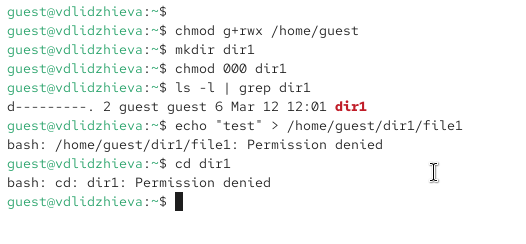 guest@vdlidzhieva:~$
guest@vdlidzhieva:~$ chmod g+rwx /home/guest
guest@vdlidzhieva:~$ mkdir dir1
guest@vdlidzhieva:~$ chmod 000 dir1
guest@vdlidzhieva:~$ ls -l | grep dir1
d---------. 2 guest guest 6 Mar 12 12:01 dir1
guest@vdlidzhieva:~$ echo "test" > /home/guest/dir1/file1
bash: /home/guest/dir1/file1: Permission denied
guest@vdlidzhieva:~$ cd dir1
bash: cd: dir1: Permission denied
guest@vdlidzhieva:~$